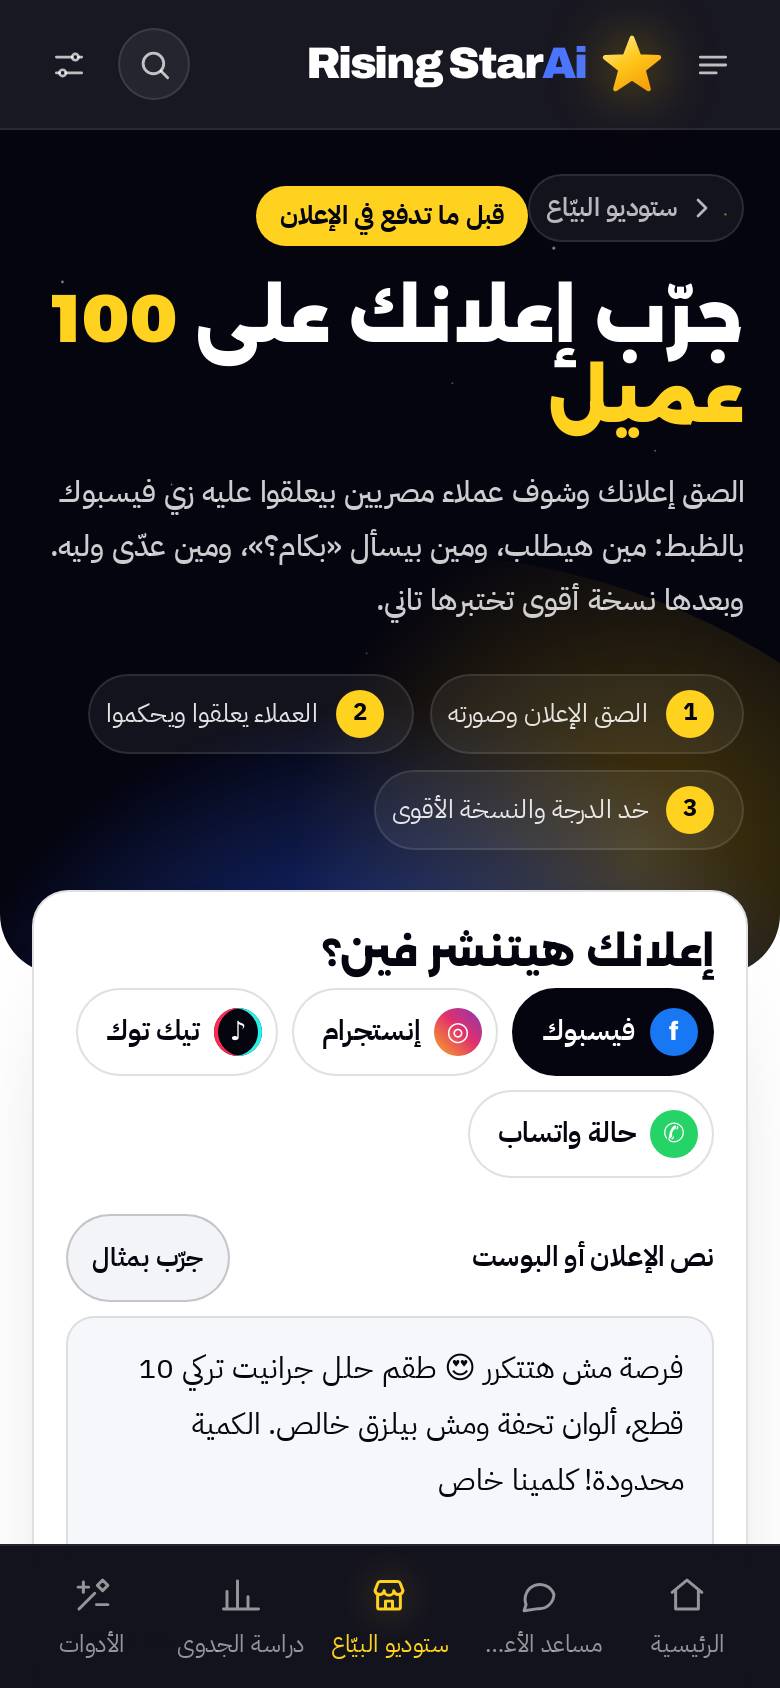 Rising StarAi
ستوديو البيّاع
قبل ما تدفع في الإعلان
جرّب إعلانك على 100
عميل
الصق إعلانك وشوف عملاء مصريين بيعلقوا عليه زي فيسبوك
بالظبط: مين هيطلب، ومين بيسأل «بكام؟»، ومين عدّى وليه.
وبعدها نسخة أقوى تختبرها تاني.
1 الصق الإعلان وصورته
2 العملاء يعلقوا ويحكموا
3 خد الدرجة والنسخة الأقوى
إعلانك هيتنشر فين؟
f فيسبوك
إنستجرام
تيك توك
حالة واتساب
نص الإعلان أو البوست
جرّب بمثال
فرصة مش هتتكرر 😍 طقم حلل جرانيت تركي 10
قطع، ألوان تحفة ومش بيلزق خالص. الكمية
محدودة! كلمينا خاص
الرئيسية
مساعد الأع...
ستوديو البيّاع
دراسة الجدوى
الأدوات